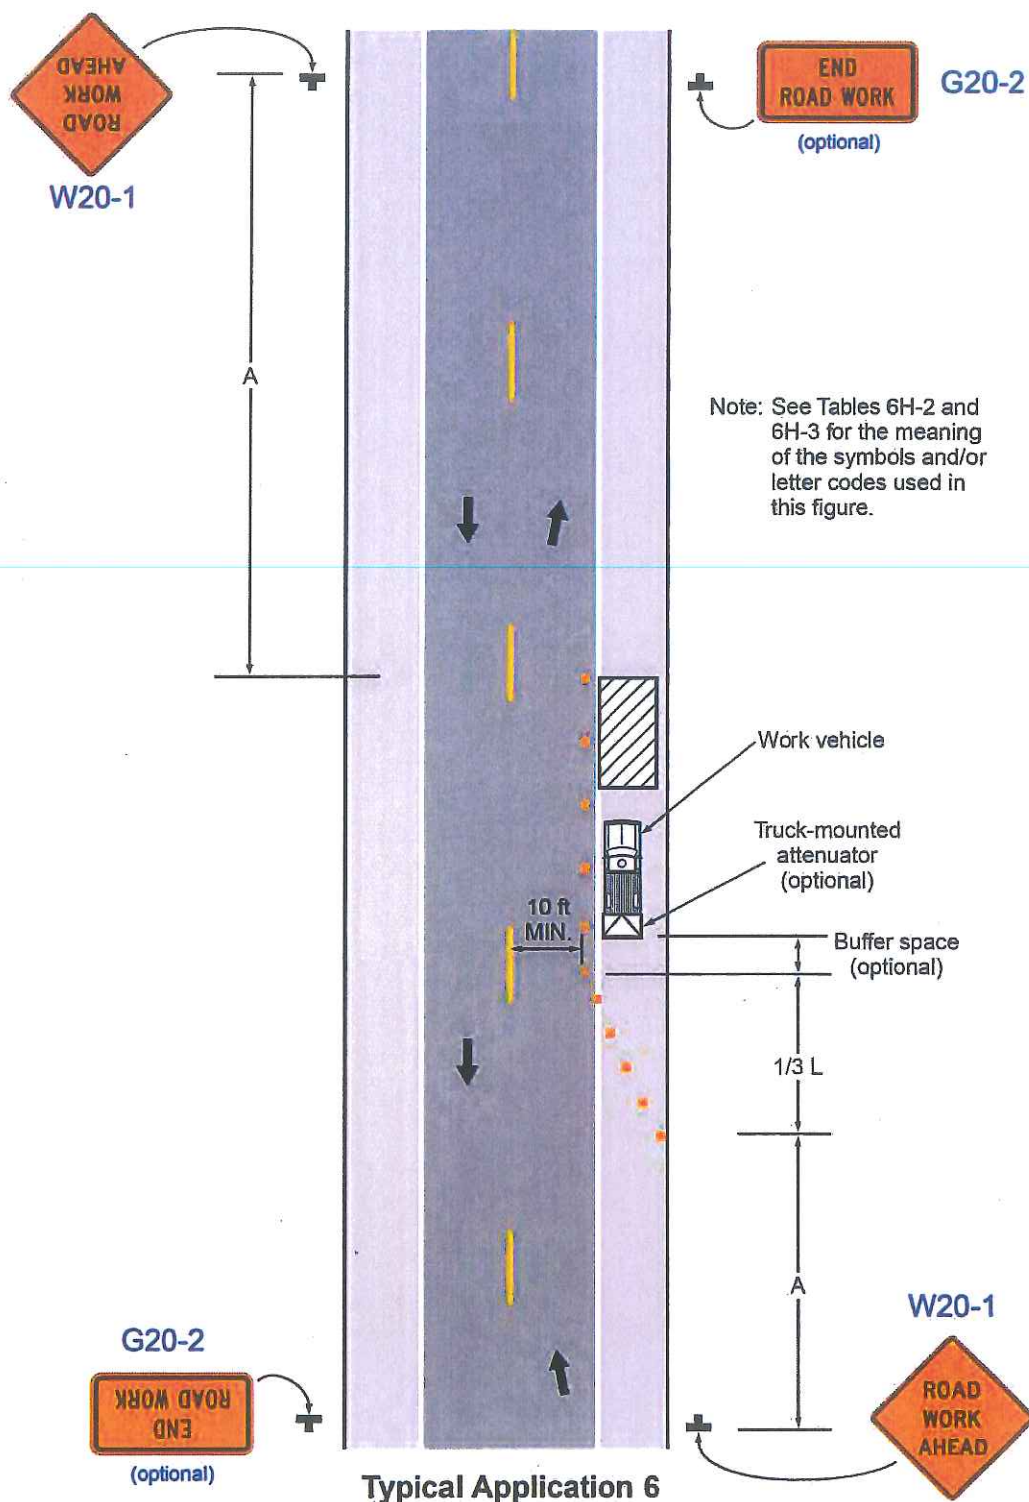 ROAD
WORK
AHEAD
W20-1
END
ROAD WORK
(optional)
G20-2
A
Note: See Tables 6H-2 and
6H-3 for the meaning
of the symbols and/or
letter codes used in
this figure.
Work vehicle
Truck-mounted
attenuator
(optional)
10 ft
MIN.
Buffer space
(optional)
1/3 L
A
W20-1
ROAD
WORK
AHEAD
G20-2
END
ROAD WORK
(optional)
Typical Application 6